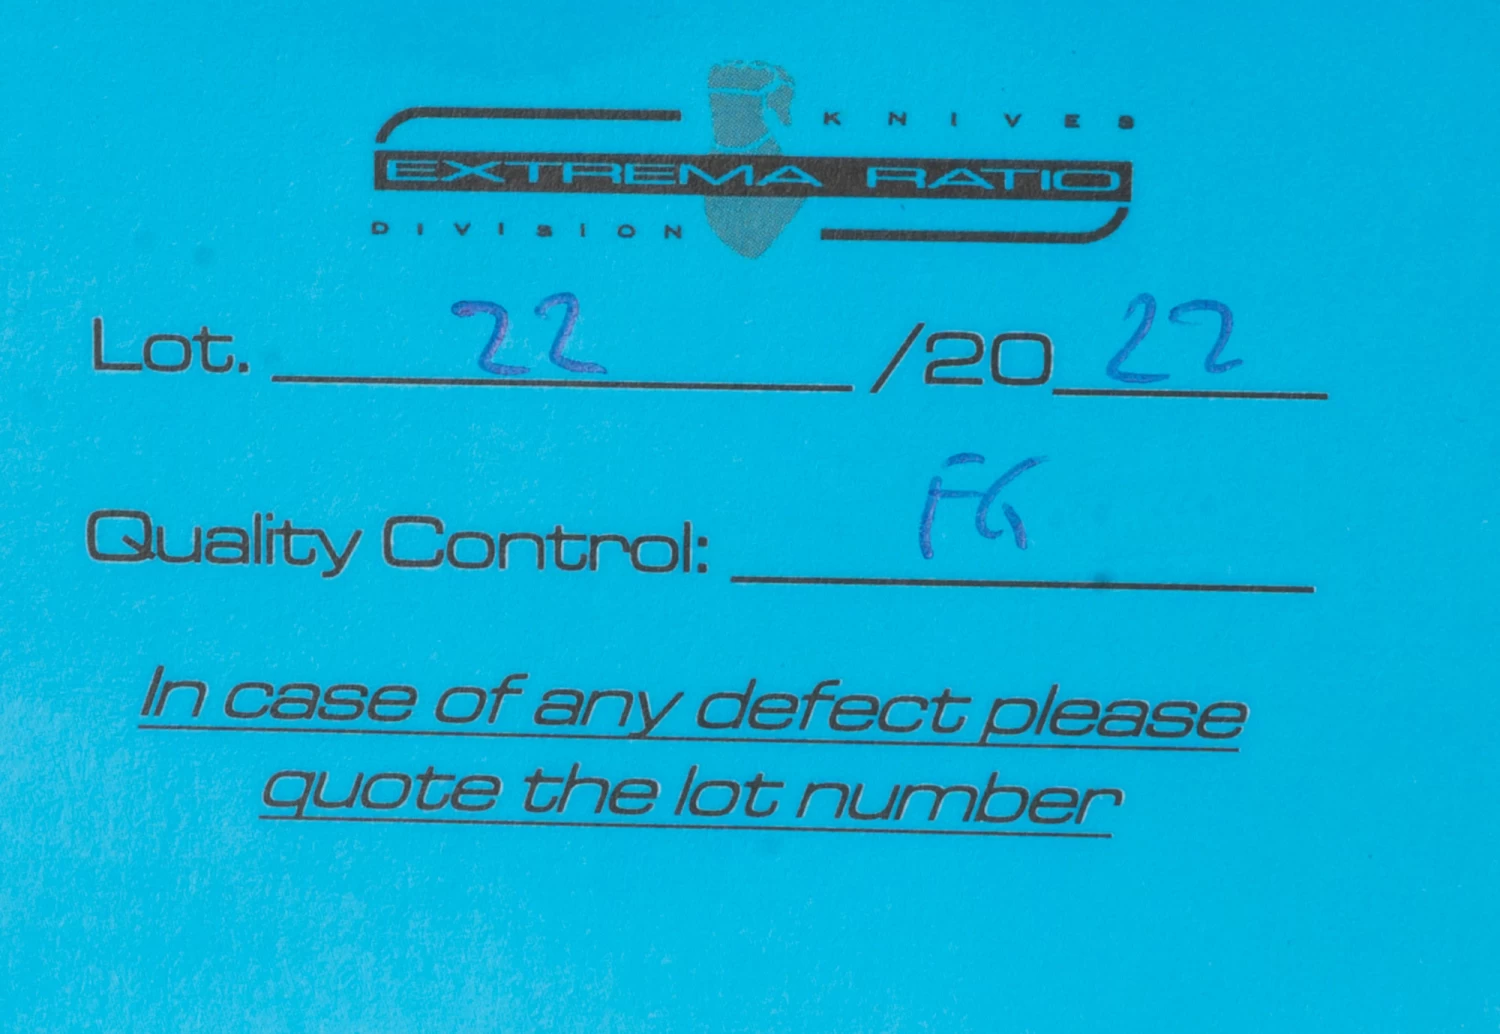 KNIVES
EXTREMA RATIO
DIVISION
Lot. 22 /20 22
Quality Control: FG
In case of any defect please
quote the lot number